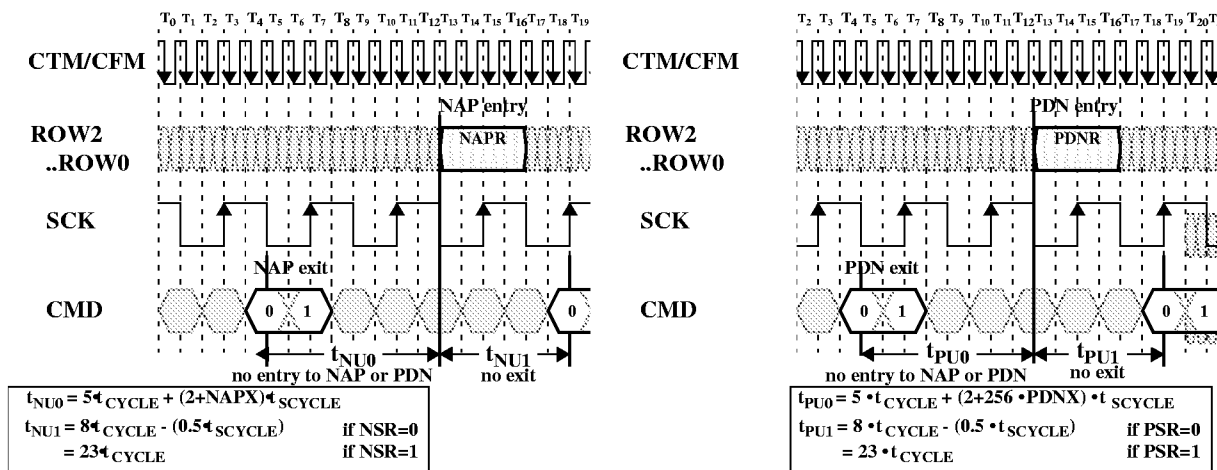 T0 T1 T2 T3 T4 T5 T6 T7 T8 T9 T10 T11 T12 T13 T14 T15 T16 T17 T18 T19
CTM/CFM
NAP entry
ROW2
..ROW0
NAPR
SCK
NAP exit
CMD
0 1 0
tNU0 tNU1
no entry to NAP or PDN no exit
tNU0 = 5•tCYCLE + (2+NAPX)•tSCYCLE
tNU1 = 8•tCYCLE - (0.5•tSCYCLE) if NSR=0
= 23•tCYCLE if NSR=1
T2 T3 T4 T5 T6 T7 T8 T9 T10 T11 T12 T13 T14 T15 T16 T17 T18 T19 T20
CTM/CFM
PDN entry
ROW2
..ROW0
PDNR
SCK
PDN exit
CMD
0 1 0 1
tPU0 tPU1
no entry to NAP or PDN no exit
tPU0 = 5 • tCYCLE + (2+256 • PDNX) • tSCYCLE
tPU1 = 8 • tCYCLE - (0.5 • tSCYCLE) if PSR=0
= 23 • tCYCLE if PSR=1